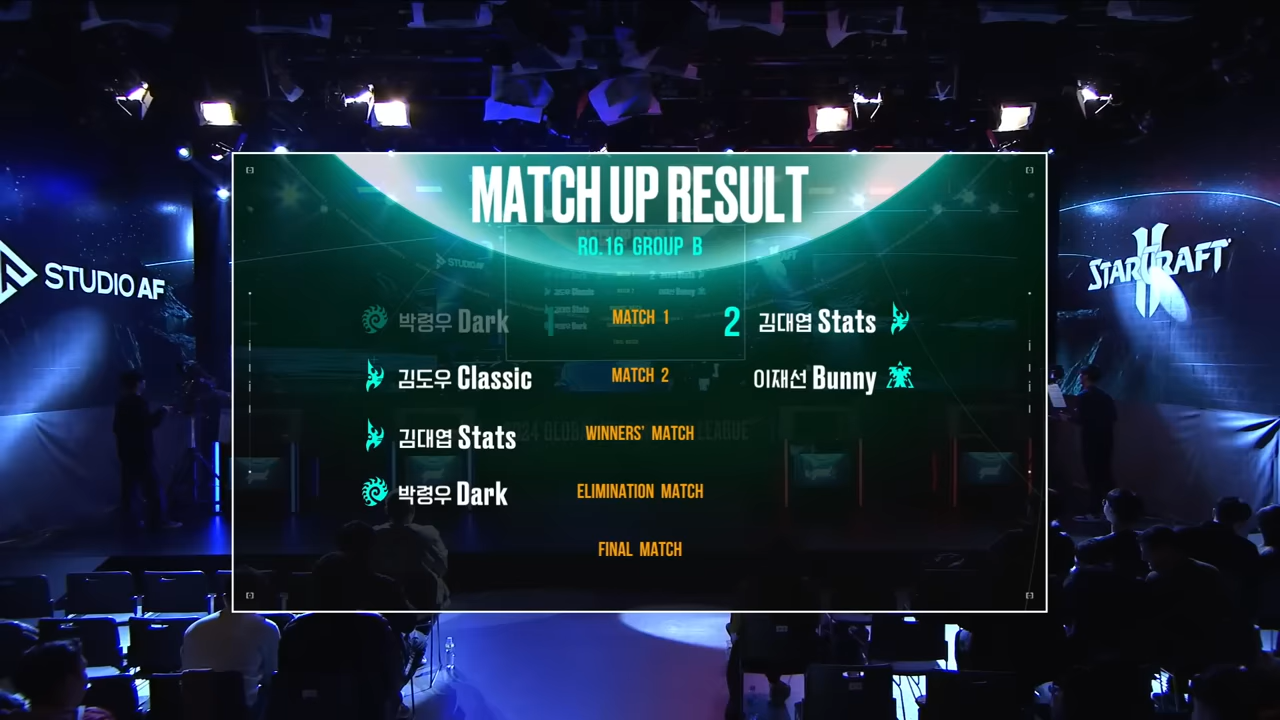 MATCH UP RESULT
RO.16 GROUP B
박령우 Dark 1 MATCH 1 2 김대엽 Stats
김도우 Classic MATCH 2 이재선 Bunny
김대엽 Stats WINNERS' MATCH
박령우 Dark ELIMINATION MATCH
FINAL MATCH
STUDIO AF
STARCRAFT II